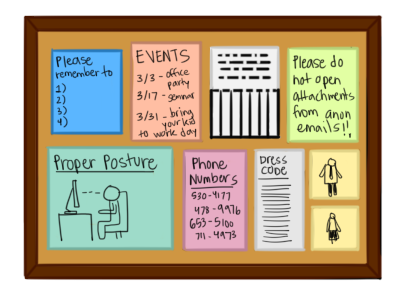 Please
remember to
1)
2)
3)
4)
EVENTS
3/3 - office
party
3/17 - seminar
3/31 - bring
your kid
to work day
Please do
not open
attachments
from anon
emails!!
Proper Posture
Phone
Numbers
530-4177
478-9976
653-5100
711-4973
DRESS
CODE